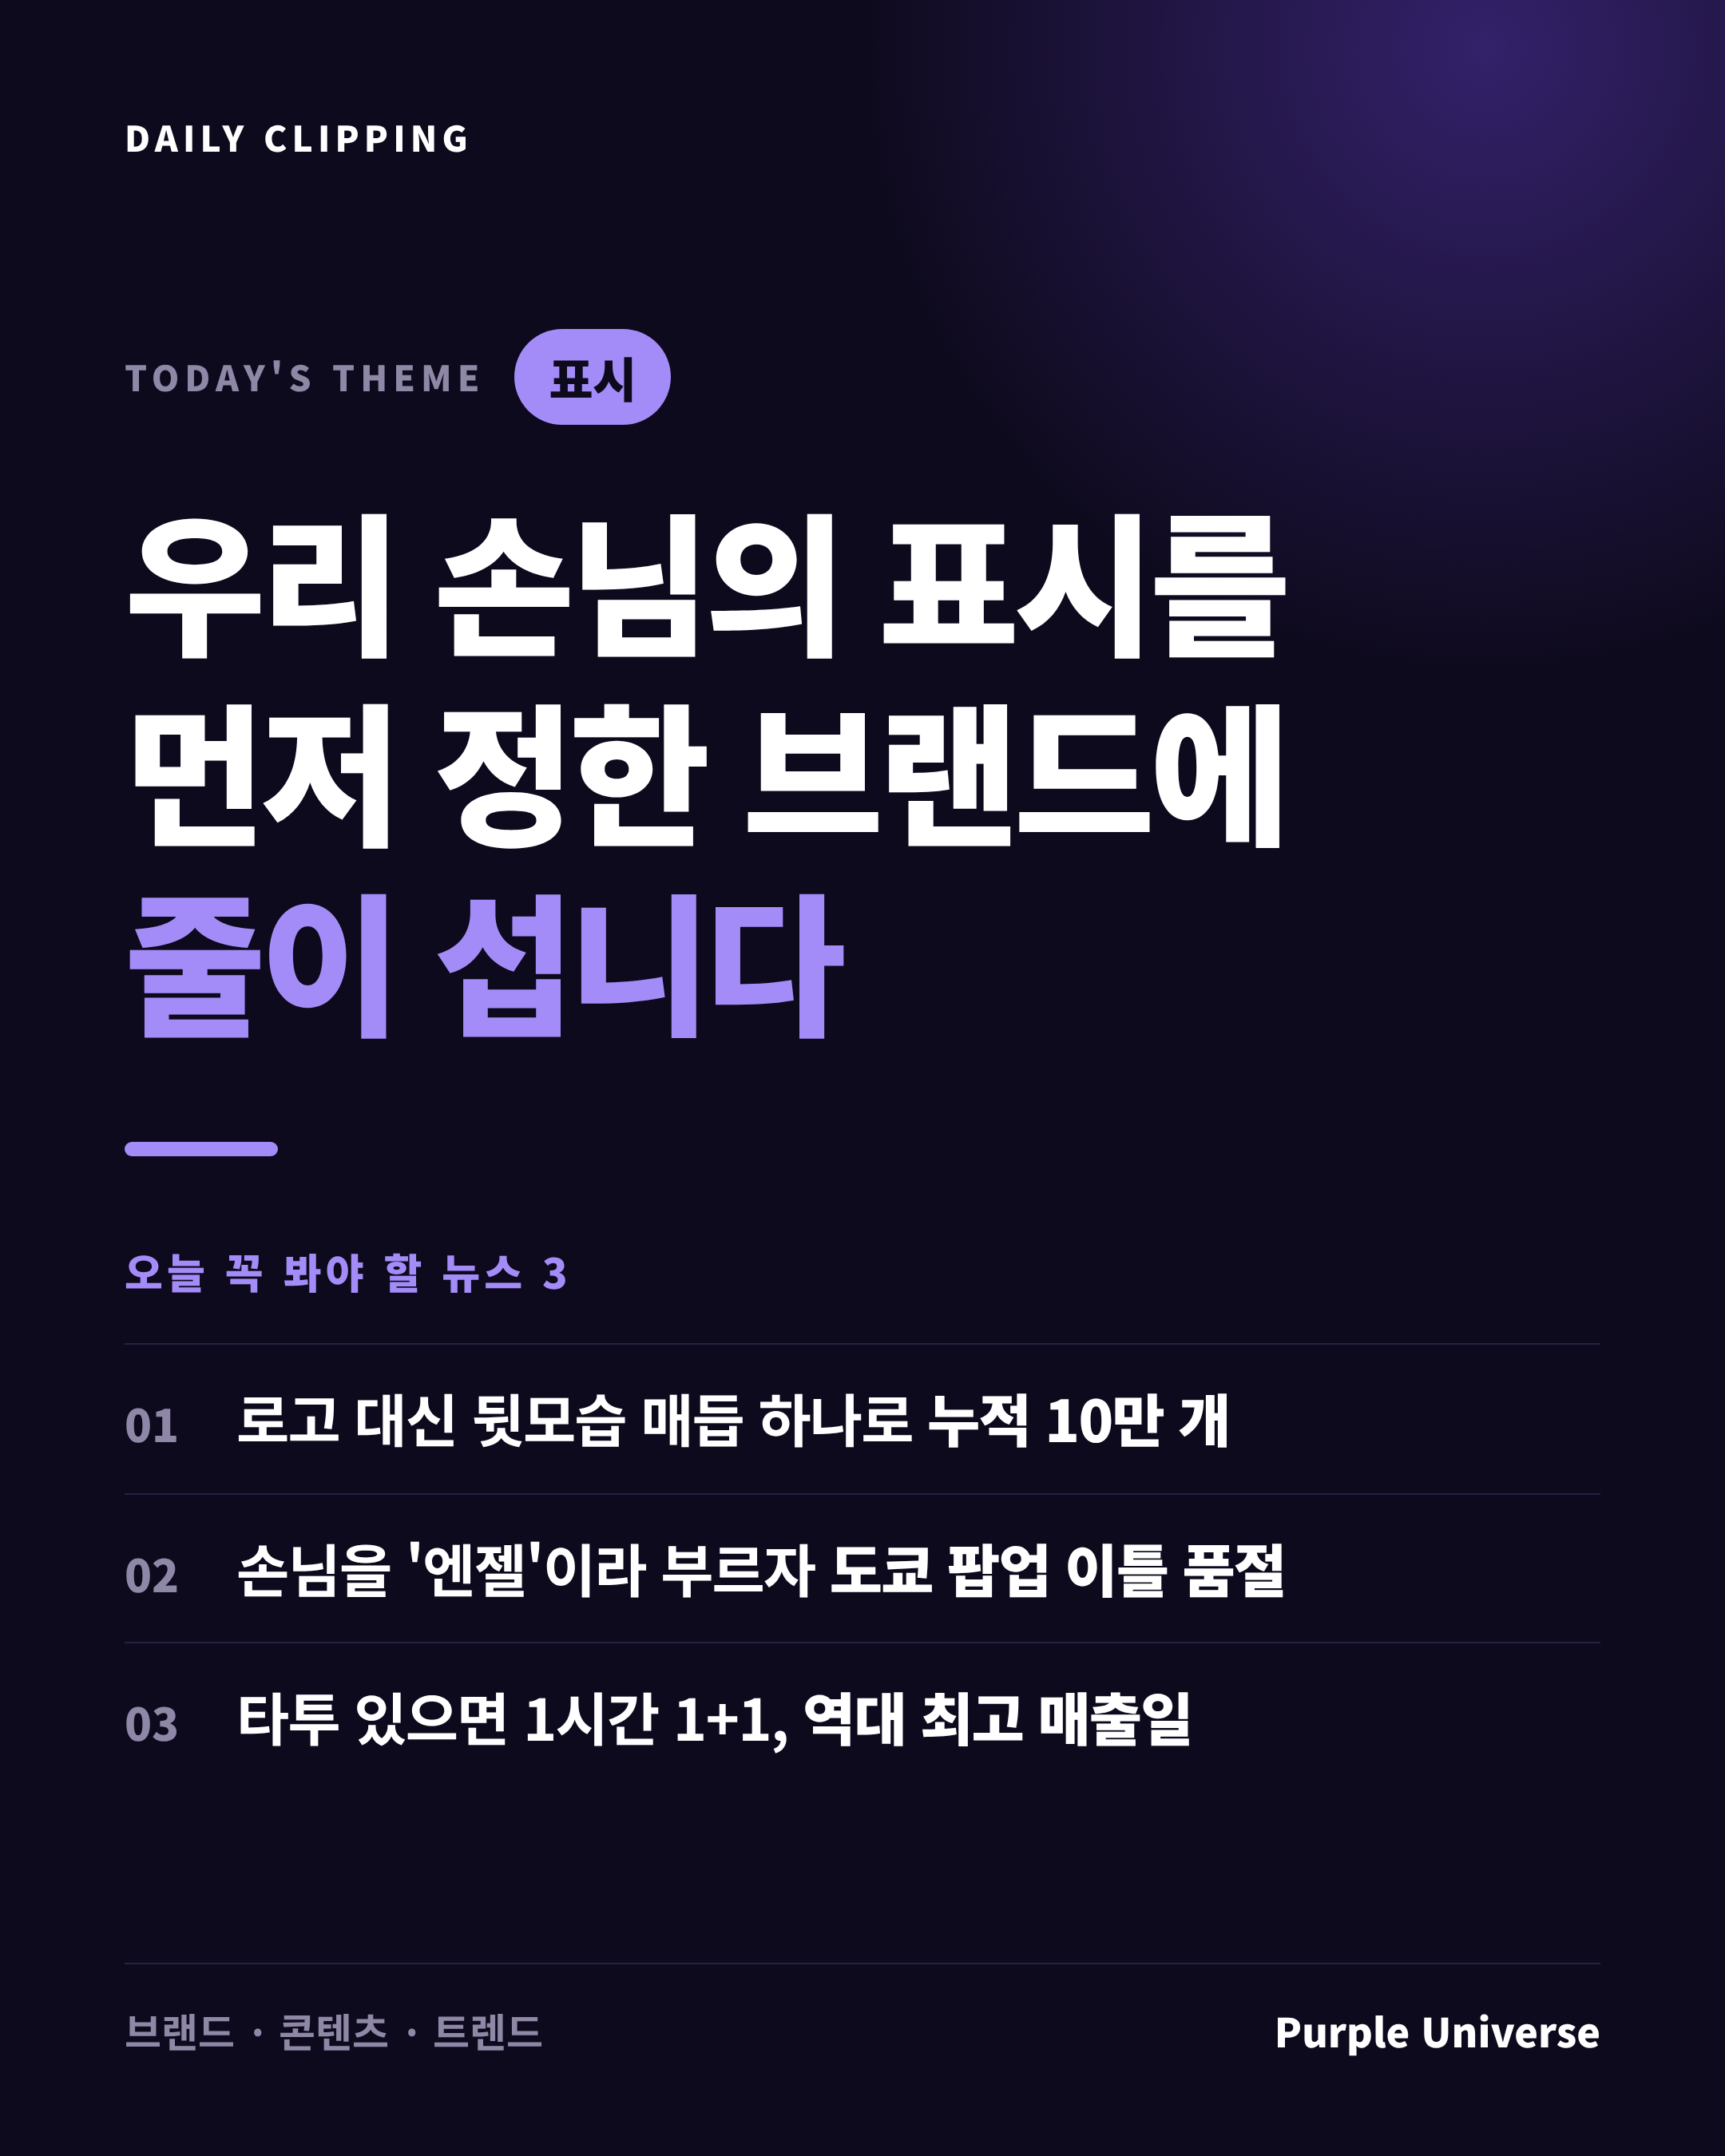 DAILY CLIPPING
TODAY'S THEME 표시
우리 손님의 표시를
먼저 정한 브랜드에
줄이 섭니다
오늘 꼭 봐야 할 뉴스 3
01 로고 대신 뒷모습 매듭 하나로 누적 10만 개
02 손님을 '엔젤'이라 부르자 도쿄 팝업 이틀 품절
03 타투 있으면 1시간 1+1, 역대 최고 매출일
브랜드 · 콘텐츠 · 트렌드
Purple Universe